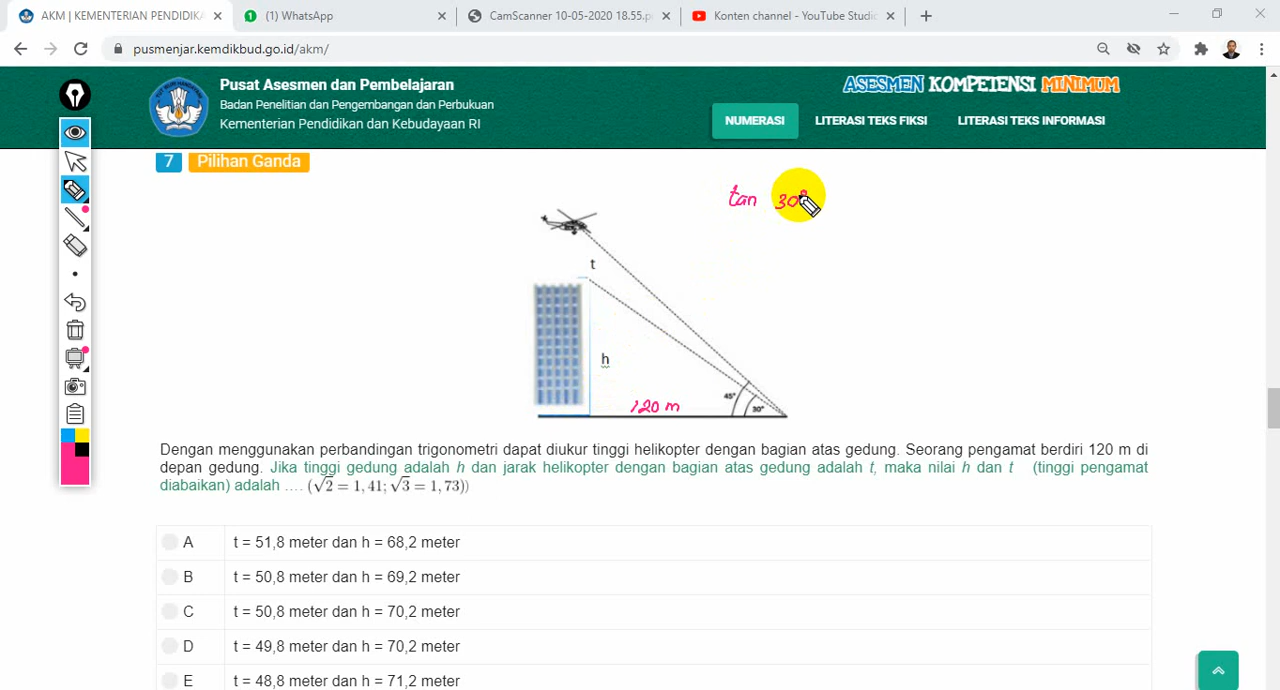 AKM | KEMENTERIAN PENDIDIKA
(1) WhatsApp
CamScanner 10-05-2020 18.55.p
Konten channel - YouTube Studio
pusmenjar.kemdikbud.go.id/akm/
Pusat Asesmen dan Pembelajaran
Badan Penelitian dan Pengembangan dan Perbukuan
Kementerian Pendidikan dan Kebudayaan RI
ASESMEN KOMPETENSI MINIMUM
NUMERASI
LITERASI TEKS FIKSI
LITERASI TEKS INFORMASI
7 Pilihan Ganda
tan 30°
t
h
120 m
45°
30°
Dengan menggunakan perbandingan trigonometri dapat diukur tinggi helikopter dengan bagian atas gedung. Seorang pengamat berdiri 120 m di
depan gedung. Jika tinggi gedung adalah h dan jarak helikopter dengan bagian atas gedung adalah t, maka nilai h dan t (tinggi pengamat
diabaikan) adalah .... (√2 = 1,41; √3 = 1,73))
A t = 51,8 meter dan h = 68,2 meter
B t = 50,8 meter dan h = 69,2 meter
C t = 50,8 meter dan h = 70,2 meter
D t = 49,8 meter dan h = 70,2 meter
E t = 48,8 meter dan h = 71,2 meter